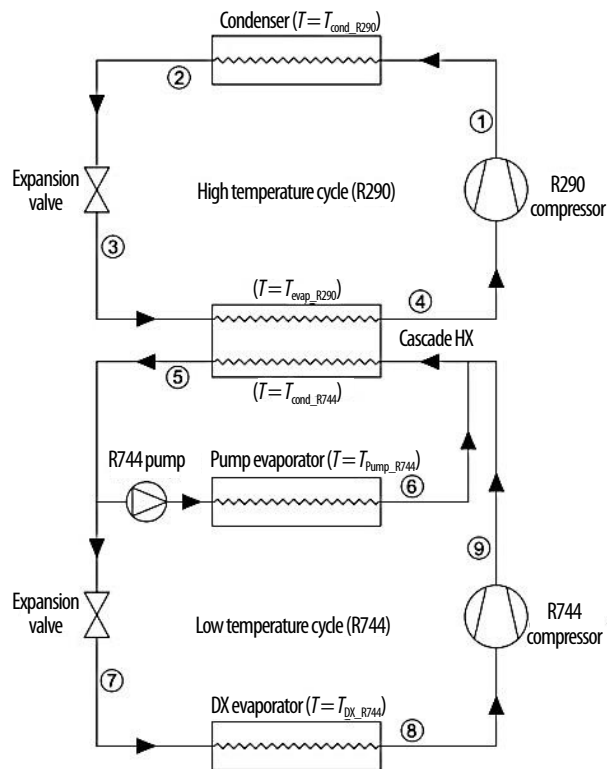 Condenser (T = Tcond_R290)
②
①
Expansion
valve
High temperature cycle (R290)
R290
compressor
③
(T = Tevap_R290)
④
Cascade HX
⑤
(T = Tcond_R744)
R744 pump
Pump evaporator (T = TPump_R744)
⑥
⑨
Expansion
valve
Low temperature cycle (R744)
R744
compressor
⑦
DX evaporator (T = TDX_R744)
⑧